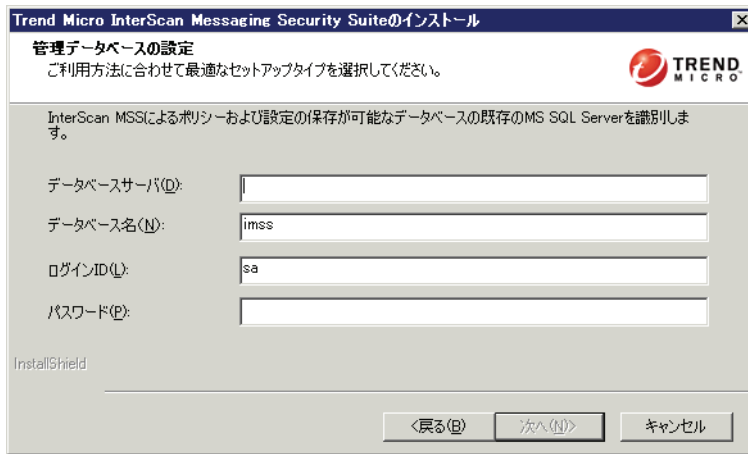 Trend Micro InterScan Messaging Security Suiteのインストール
管理データベースの設定
ご利用方法に合わせて最適なセットアップタイプを選択してください。
TREND
MICRO
InterScan MSSによるポリシーおよび設定の保存が可能なデータベースの既存のMS SQL Serverを識別しま
す。
データベースサーバ(D):
データベース名(N):
imss
ログインID(L):
sa
パスワード(P):
InstallShield
<戻る(B)
次へ(N)>
キャンセル